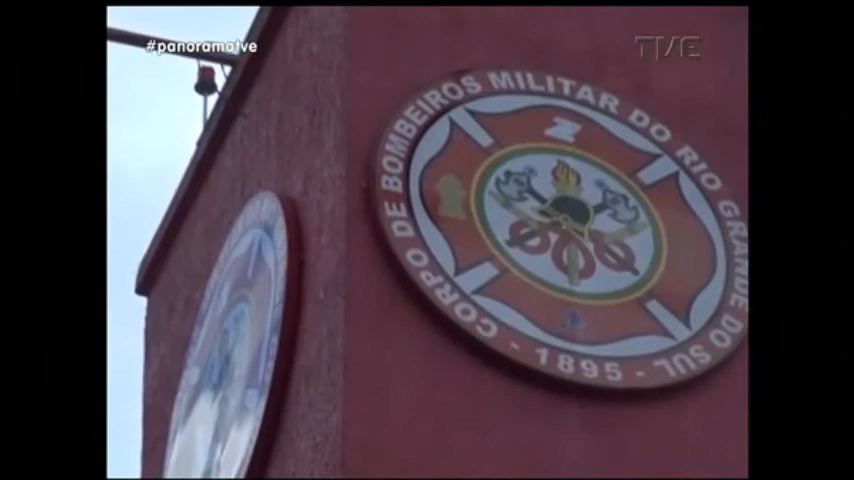 #panoramatve
TVE
CORPO DE BOMBEIROS MILITAR DO RIO GRANDE DO SUL
- 1895 -